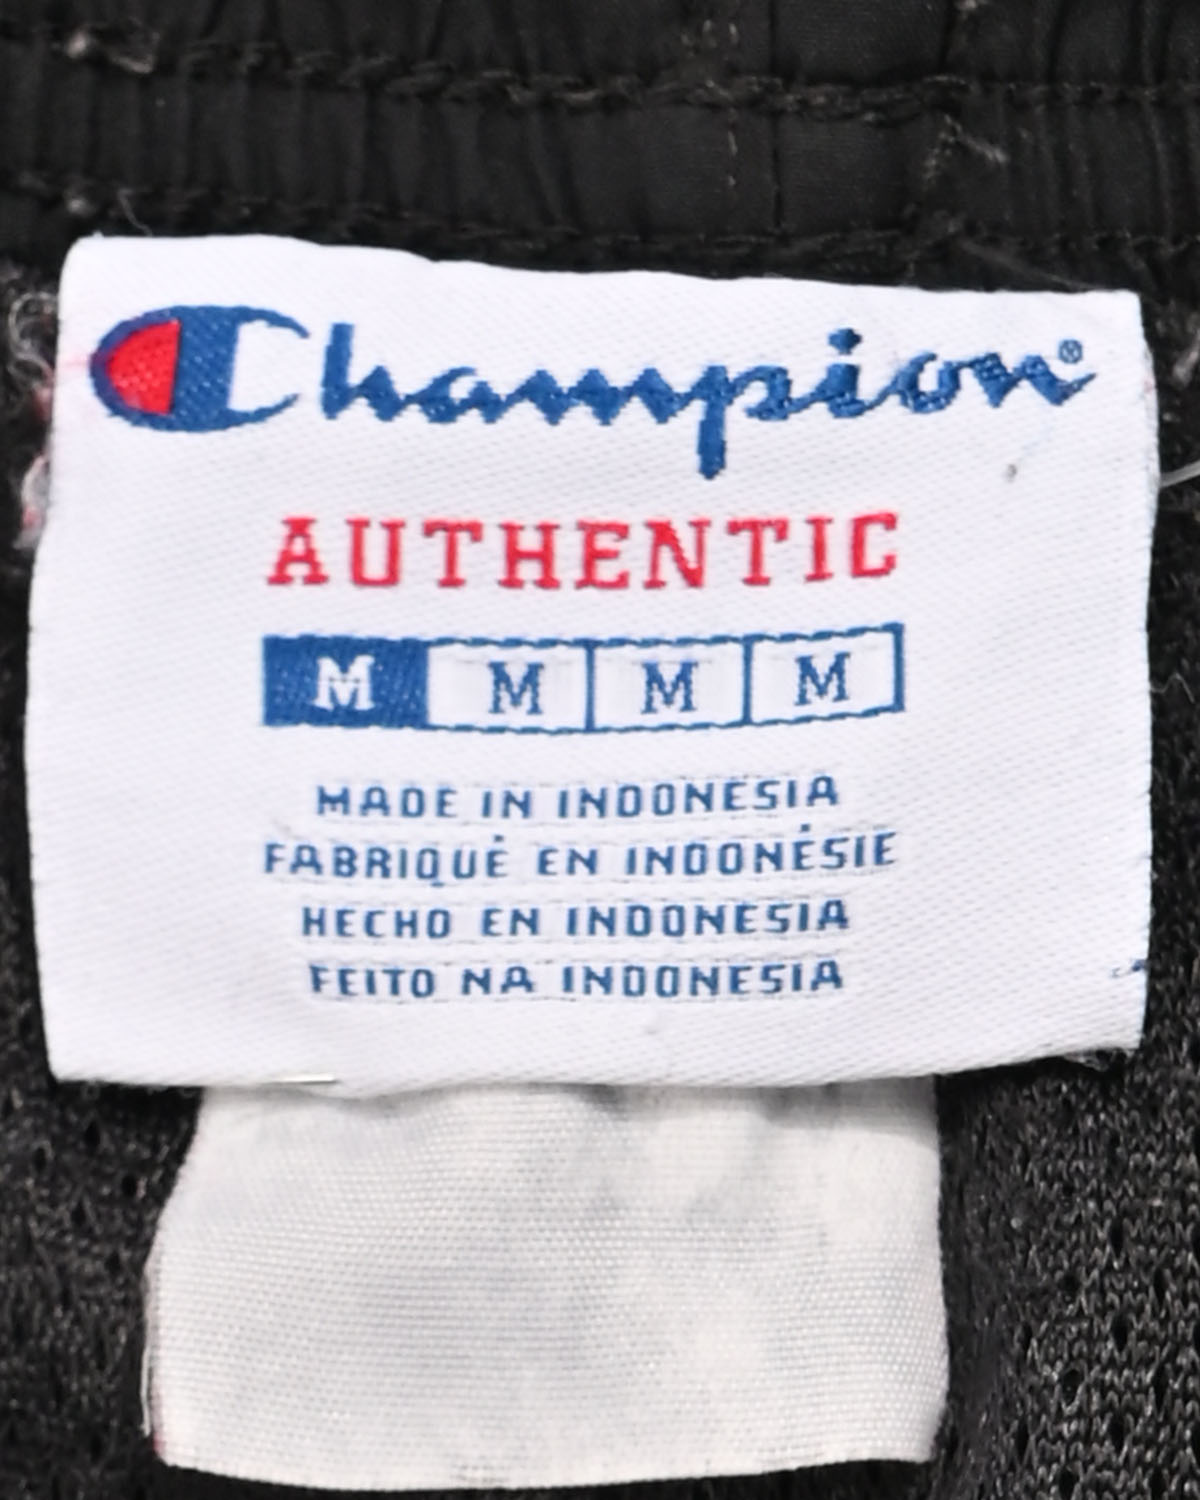 Champion®
AUTHENTIC
M M M M
MADE IN INDONESIA
FABRIQUÉ EN INDONÉSIE
HECHO EN INDONESIA
FEITO NA INDONESIA